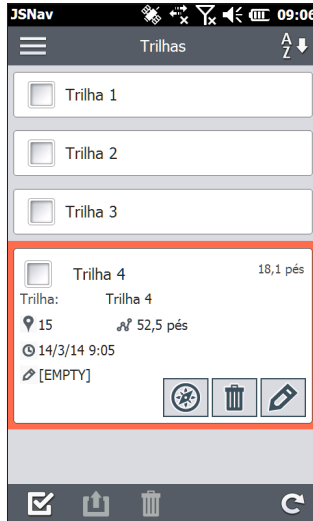 JSNav 09:06
Trilhas
A
Z
Trilha 1
Trilha 2
Trilha 3
Trilha 4 18,1 pés
Trilha: Trilha 4
15 52,5 pés
14/3/14 9:05
[EMPTY]